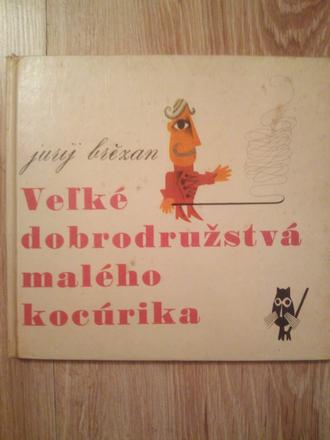 jurij brězan
Veľké
dobrodružstvá
malého
kocúrika